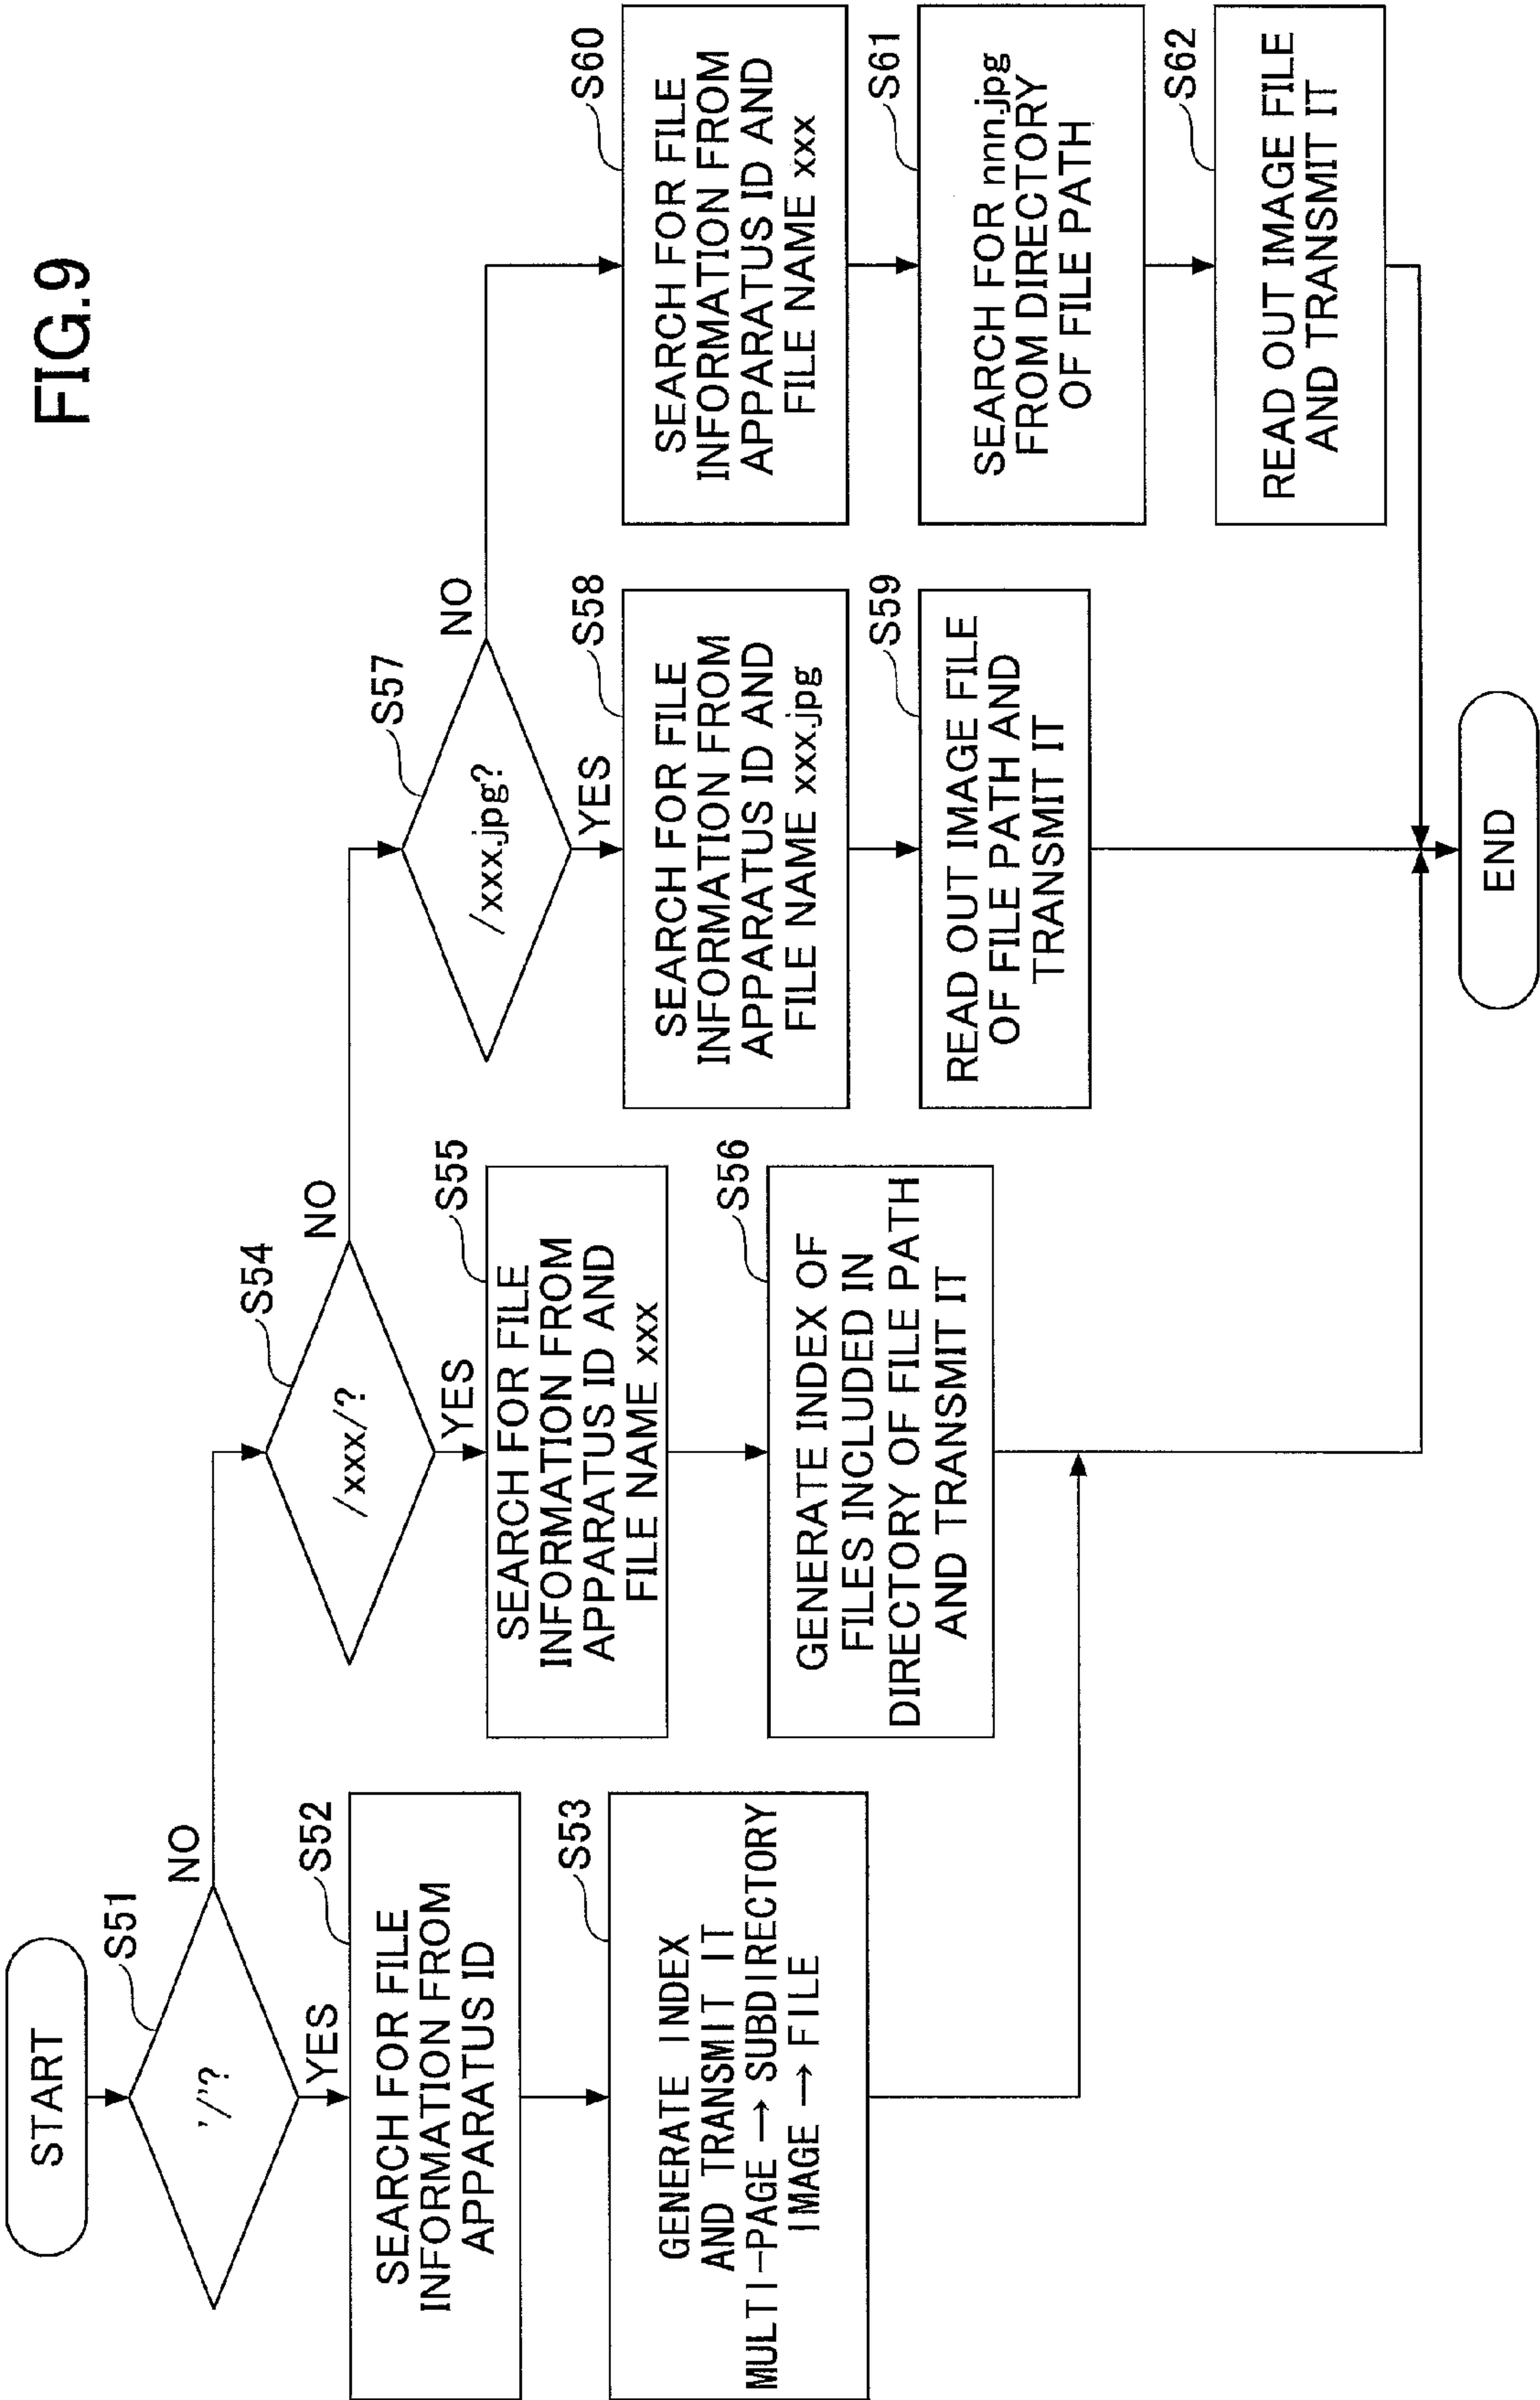 FIG.9
START
S51
'/'?
NO
YES
S52
SEARCH FOR FILE
INFORMATION FROM
APPARATUS ID
S53
GENERATE INDEX
AND TRANSMIT IT
MULTI-PAGE → SUBDIRECTORY
IMAGE → FILE
S54
/xxx/?
NO
YES
S55
SEARCH FOR FILE
INFORMATION FROM
APPARATUS ID AND
FILE NAME xxx
S56
GENERATE INDEX OF
FILES INCLUDED IN
DIRECTORY OF FILE PATH
AND TRANSMIT IT
S57
/xxx.jpg?
NO
YES
S58
SEARCH FOR FILE
INFORMATION FROM
APPARATUS ID AND
FILE NAME xxx.jpg
S59
READ OUT IMAGE FILE
OF FILE PATH AND
TRANSMIT IT
S60
SEARCH FOR FILE
INFORMATION FROM
APPARATUS ID AND
FILE NAME xxx
S61
SEARCH FOR nnn.jpg
FROM DIRECTORY
OF FILE PATH
S62
READ OUT IMAGE FILE
AND TRANSMIT IT
END